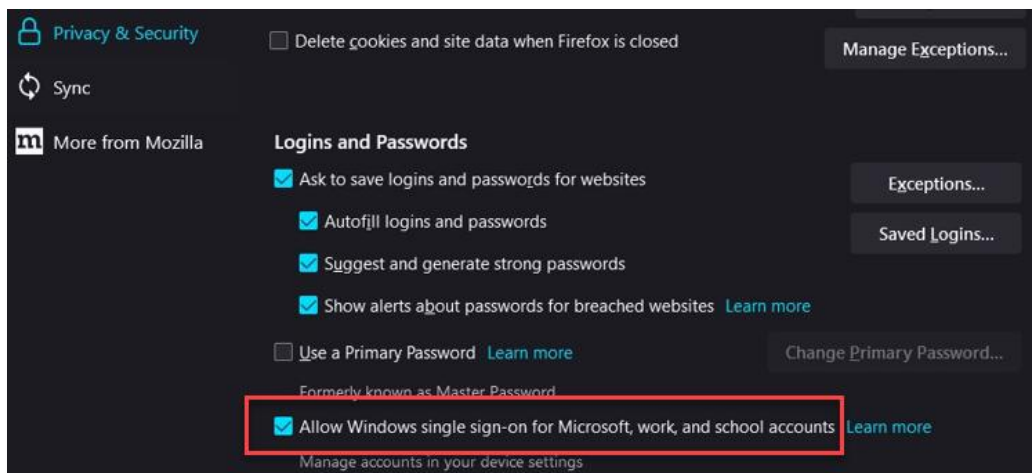 Privacy & Security
Delete cookies and site data when Firefox is closed
Manage Exceptions...
Sync
m More from Mozilla
Logins and Passwords
Ask to save logins and passwords for websites
Exceptions...
Autofill logins and passwords
Saved Logins...
Suggest and generate strong passwords
Show alerts about passwords for breached websites Learn more
Use a Primary Password Learn more
Change Primary Password...
Formerly known as Master Password
Allow Windows single sign-on for Microsoft, work, and school accounts Learn more
Manage accounts in your device settings